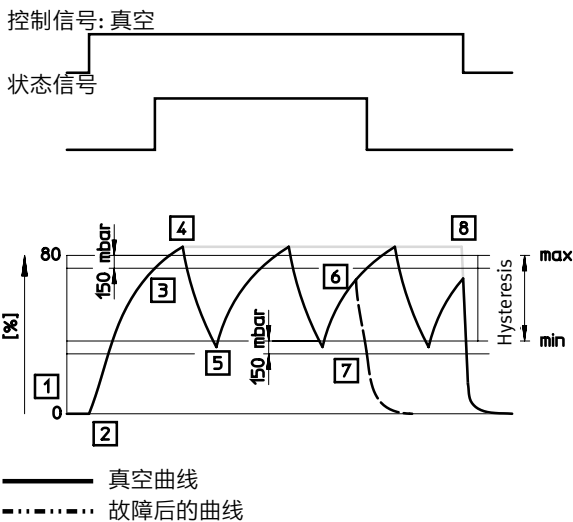 控制信号: 真空
状态信号
4
8
80
150 mbar
max
3
6
Hysteresis
[%]
150 mbar
min
5
7
1
0
2
真空曲线
故障后的曲线